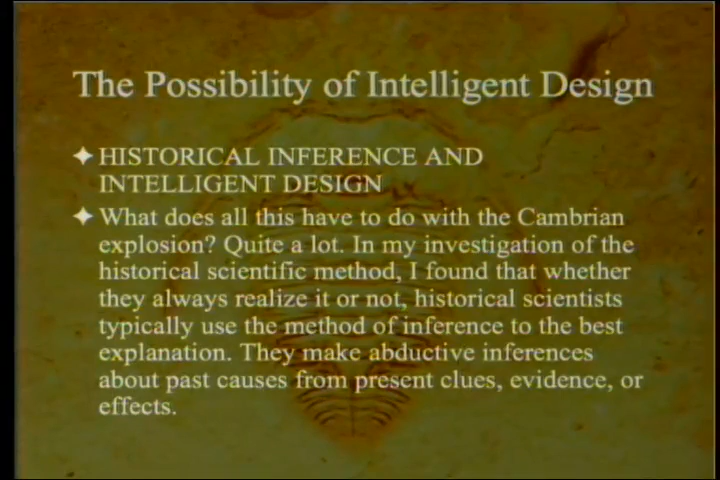 The Possibility of Intelligent Design
✦ HISTORICAL INFERENCE AND
INTELLIGENT DESIGN
✦ What does all this have to do with the Cambrian
explosion? Quite a lot. In my investigation of the
historical scientific method, I found that whether
they always realize it or not, historical scientists
typically use the method of inference to the best
explanation. They make abductive inferences
about past causes from present clues, evidence, or
effects.